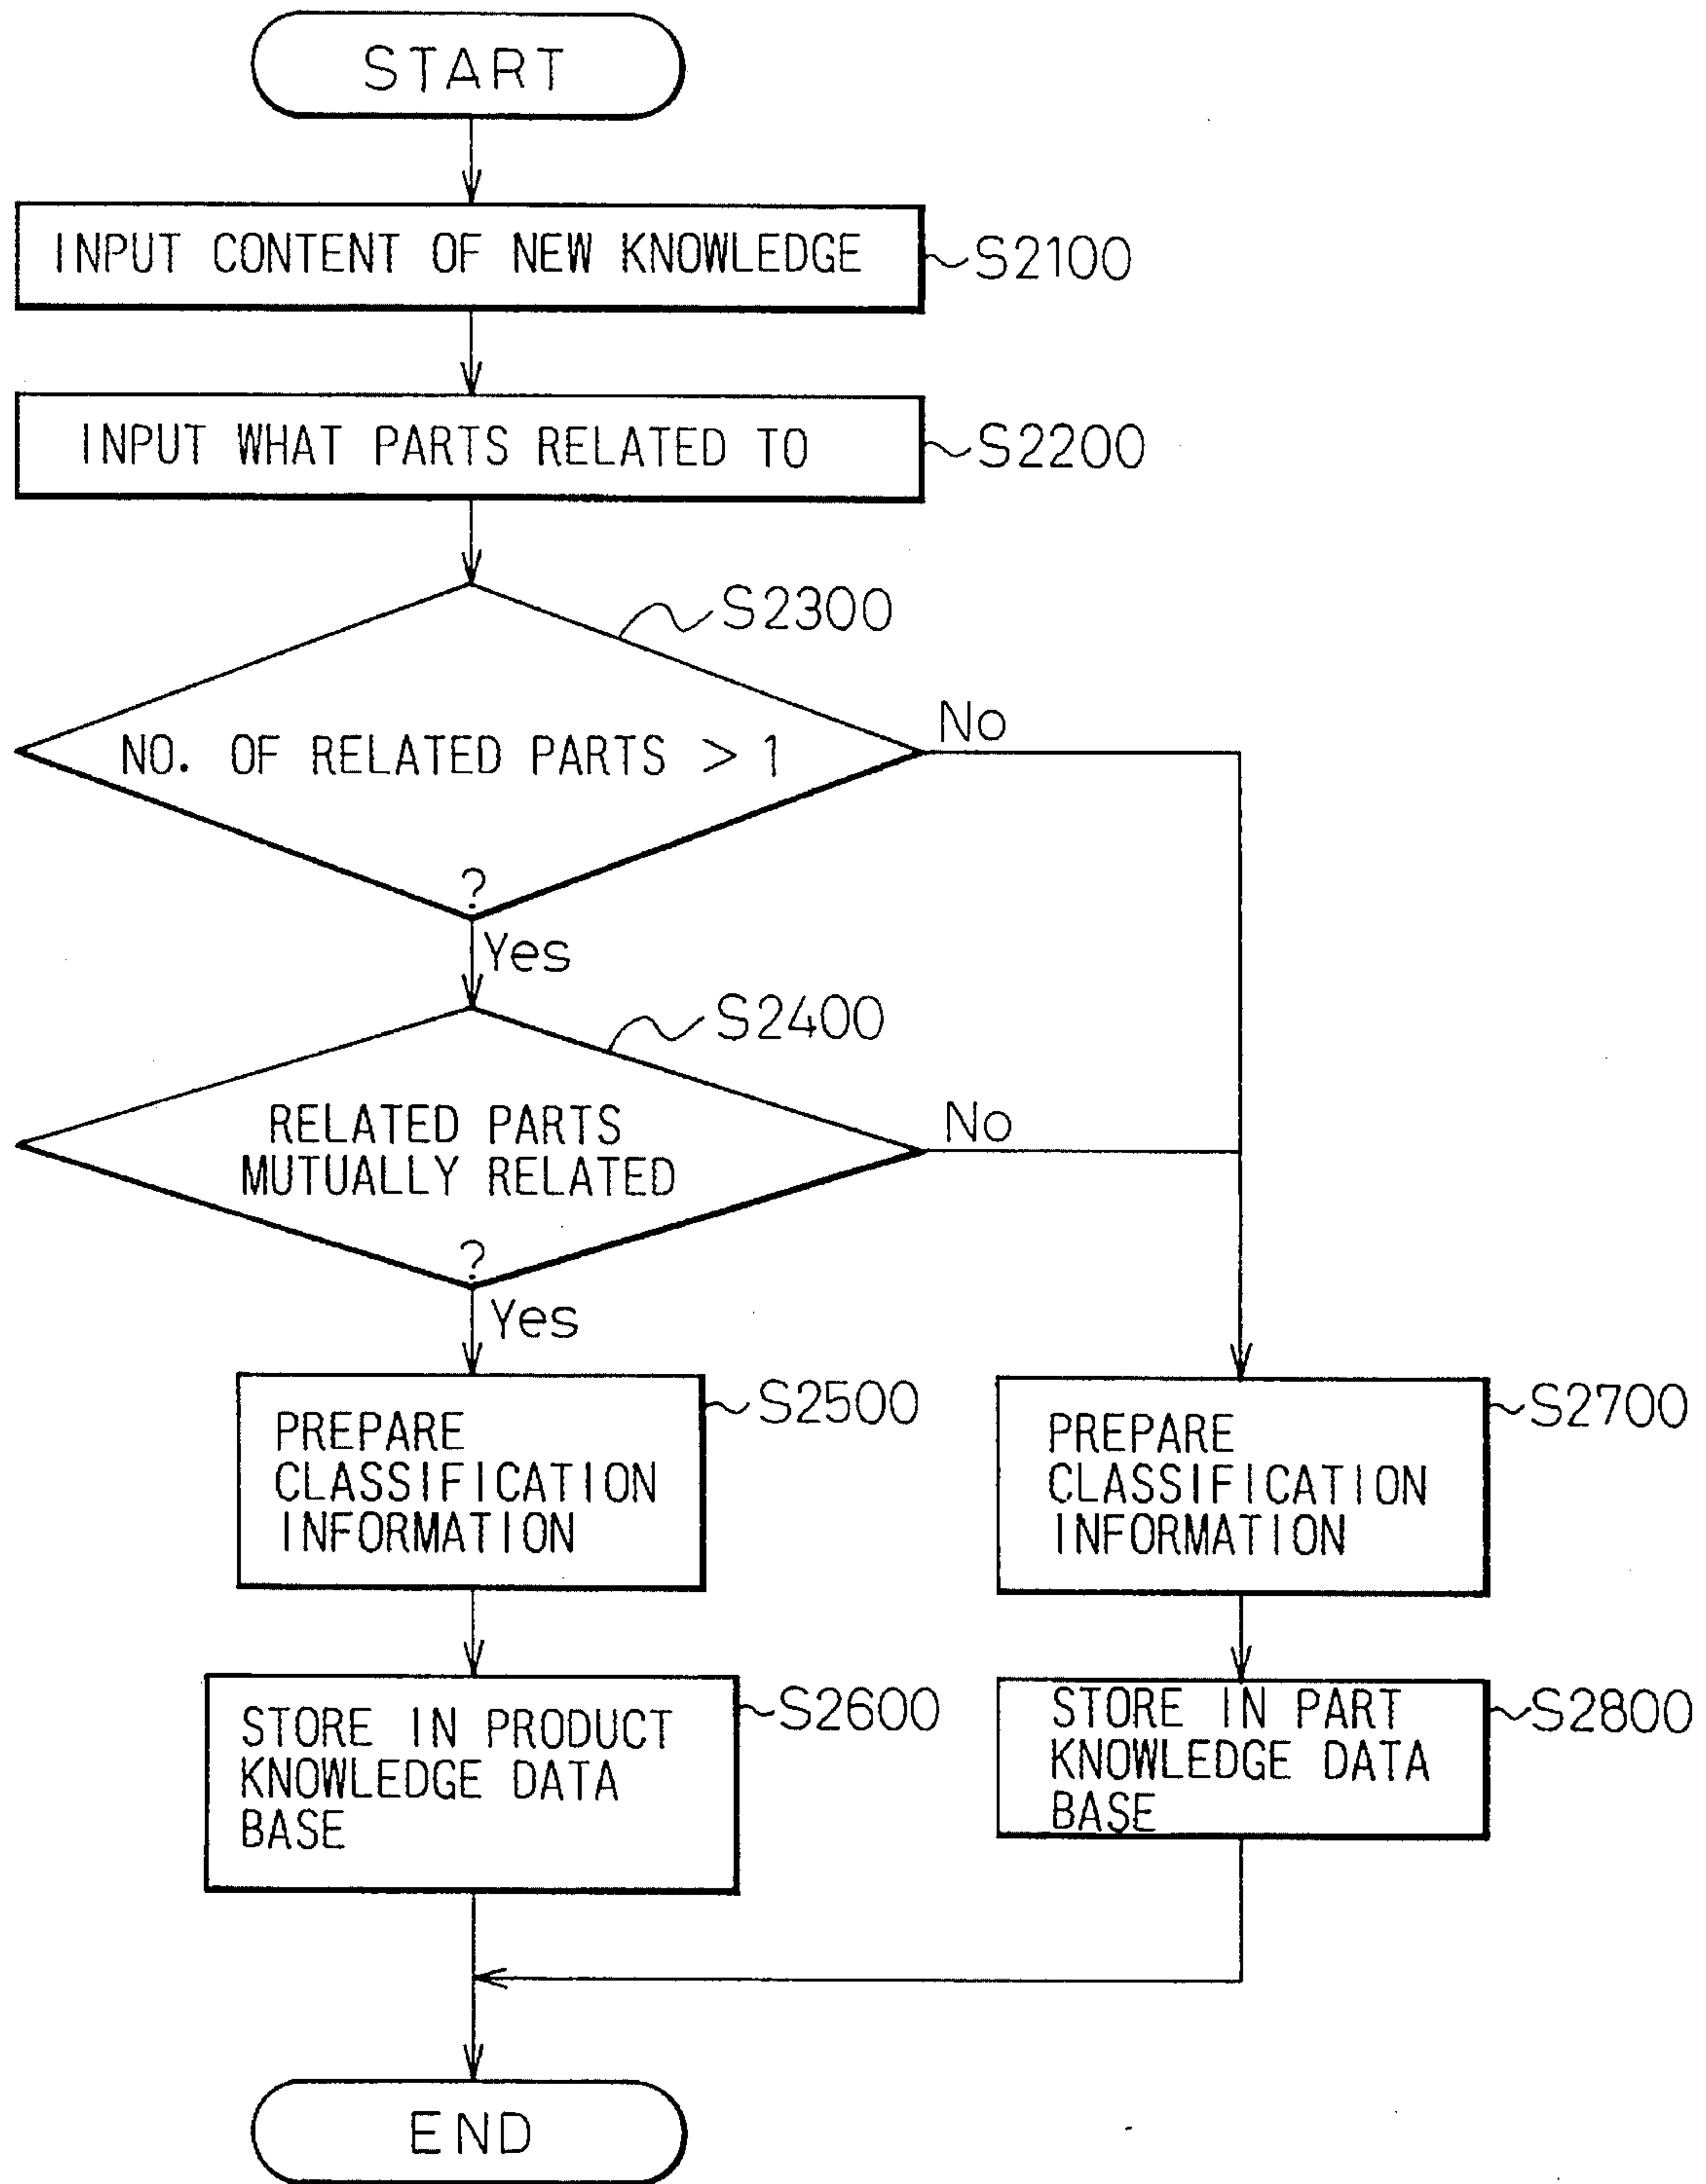 START
INPUT CONTENT OF NEW KNOWLEDGE
S2100
INPUT WHAT PARTS RELATED TO
S2200
S2300
NO. OF RELATED PARTS > 1
?
No
Yes
S2400
RELATED PARTS
MUTUALLY RELATED
?
No
Yes
PREPARE
CLASSIFICATION
INFORMATION
S2500
STORE IN PRODUCT
KNOWLEDGE DATA
BASE
S2600
PREPARE
CLASSIFICATION
INFORMATION
S2700
STORE IN PART
KNOWLEDGE DATA
BASE
S2800
END